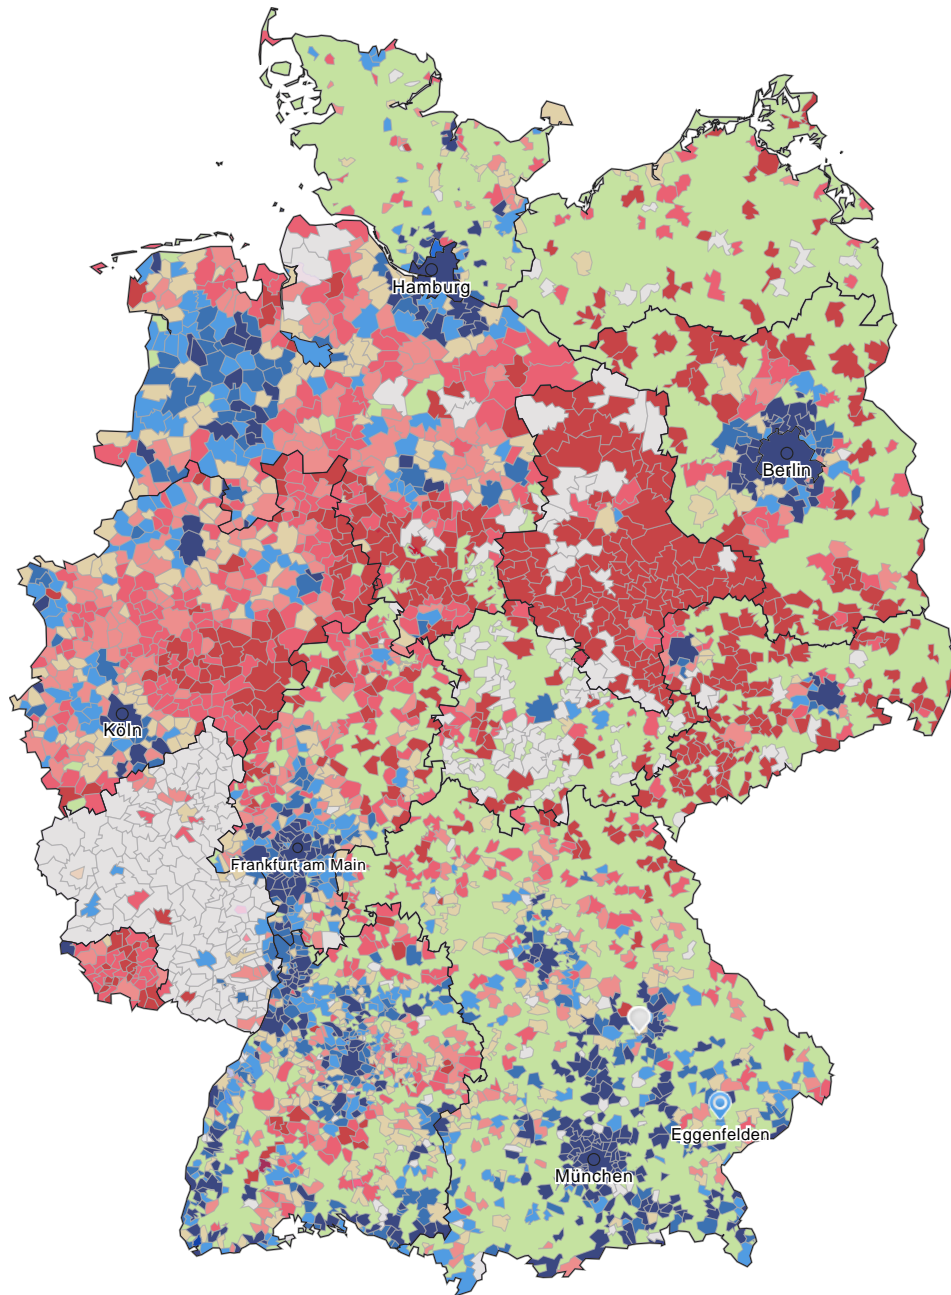 Hamburg
Berlin
Köln
Frankfurt am Main
Eggenfelden
München